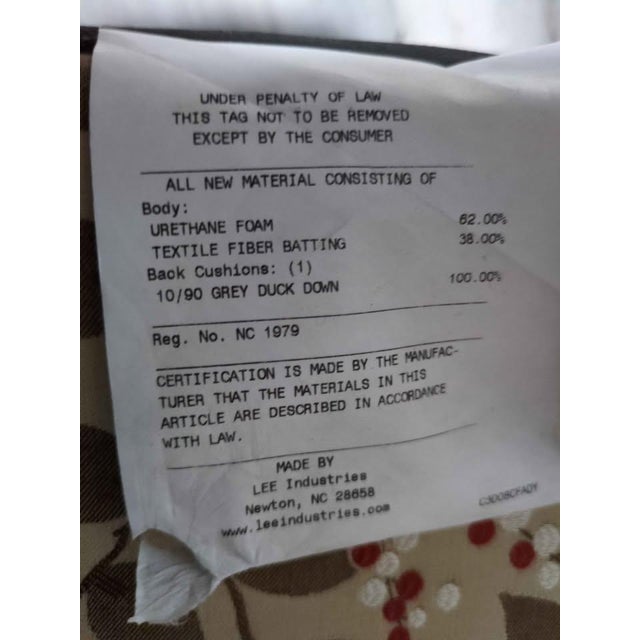 UNDER PENALTY OF LAW
THIS TAG NOT TO BE REMOVED
EXCEPT BY THE CONSUMER
ALL NEW MATERIAL CONSISTING OF
Body:
URETHANE FOAM 62.00%
TEXTILE FIBER BATTING 38.00%
Back Cushions: (1)
10/90 GREY DUCK DOWN 100.00%
Reg. No. NC 1979
CERTIFICATION IS MADE BY THE MANUFAC-
TURER THAT THE MATERIALS IN THIS
ARTICLE ARE DESCRIBED IN ACCORDANCE
WITH LAW.
MADE BY
LEE Industries
Newton, NC 28658
www.leeindustries.com